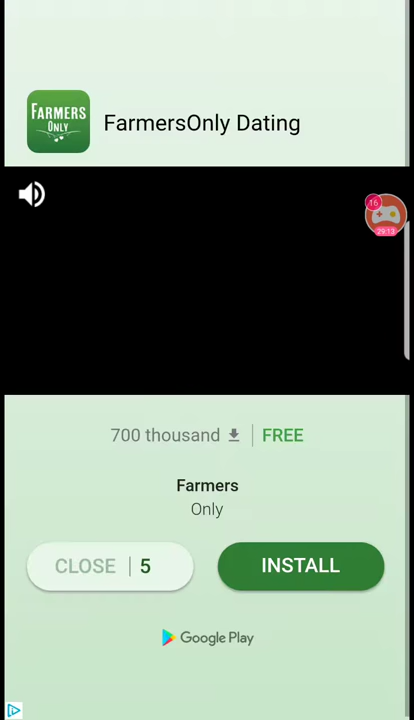 FARMERS
ONLY
FarmersOnly Dating
16
29:13
700 thousand | FREE
Farmers
Only
CLOSE | 5
INSTALL
Google Play